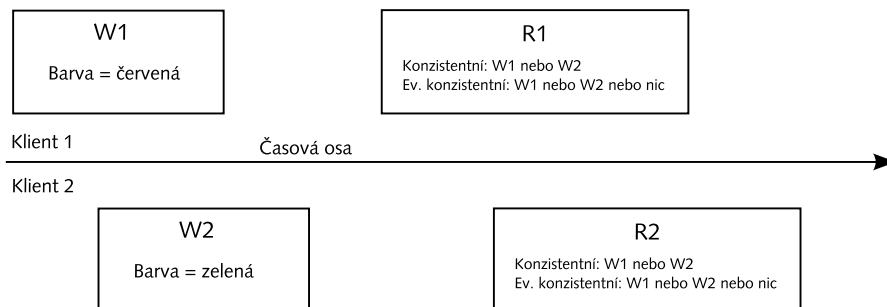 W1
Barva = červená
R1
Konzistentní: W1 nebo W2
Ev. konzistentní: W1 nebo W2 nebo nic
Klient 1
Časová osa
Klient 2
W2
Barva = zelená
R2
Konzistentní: W1 nebo W2
Ev. konzistentní: W1 nebo W2 nebo nic